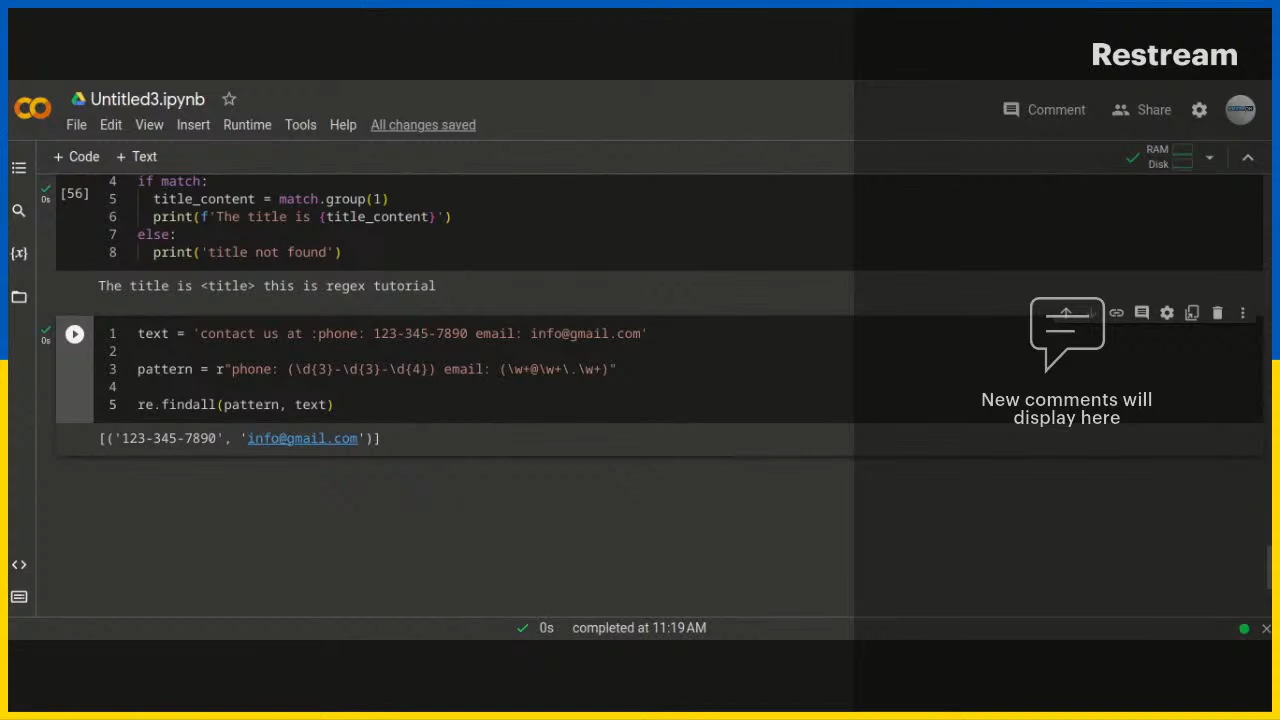 Restream
Untitled3.ipynb
File Edit View Insert Runtime Tools Help All changes saved
Comment Share
+ Code + Text
RAM
Disk
[56]
0s
4 if match:
5 title_content = match.group(1)
6 print(f'The title is {title_content}')
7 else:
8 print('title not found')
The title is <title> this is regex tutorial
0s
1 text = 'contact us at :phone: 123-345-7890 email: info@gmail.com'
2
3 pattern = r"phone: (\d{3}-\d{3}-\d{4}) email: (\w+@\w+\.\w+)"
4
5 re.findall(pattern, text)
[('123-345-7890', 'info@gmail.com')]
New comments will
display here
{x}
0s completed at 11:19 AM